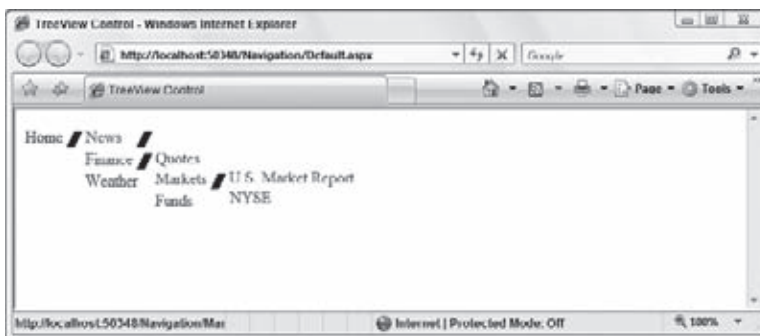 TreeView Control - Windows Internet Explorer
http://localhost:50348/Navigation/Default.aspx
Google
TreeView Control
Page
Tools
Home News
Finance Quotes
Weather Markets U.S. Market Report
Funds NYSE
http://localhost:50348/Navigation/Mar
Internet | Protected Mode: Off
100%